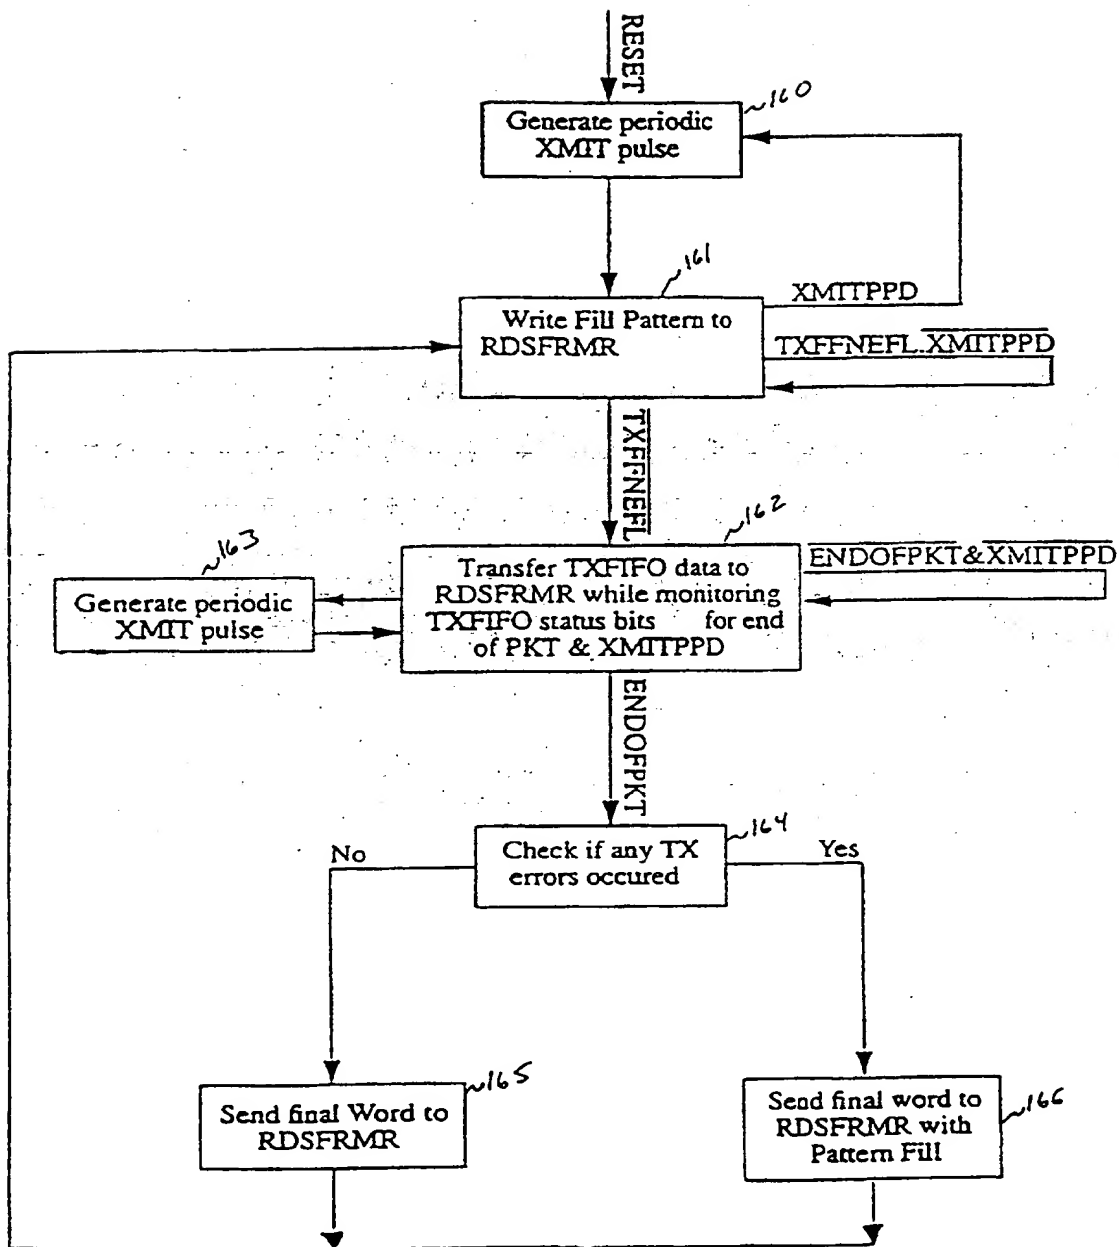 RESET
160
Generate periodic
XMIT pulse
161
XMITPPD
Write Fill Pattern to
RDSFRMR
TXFFNEFL.XMITPPD
TXFFNEFL
162
163
ENDOFPKT&XMITPPD
Transfer TXFIFO data to
RDSFRMR while monitoring
TXFIFO status bits for end
of PKT & XMITPPD
Generate periodic
XMIT pulse
ENDOFPKT
164
No
Check if any TX
errors occured
Yes
165
Send final Word to
RDSFRMR
166
Send final word to
RDSFRMR with
Pattern Fill